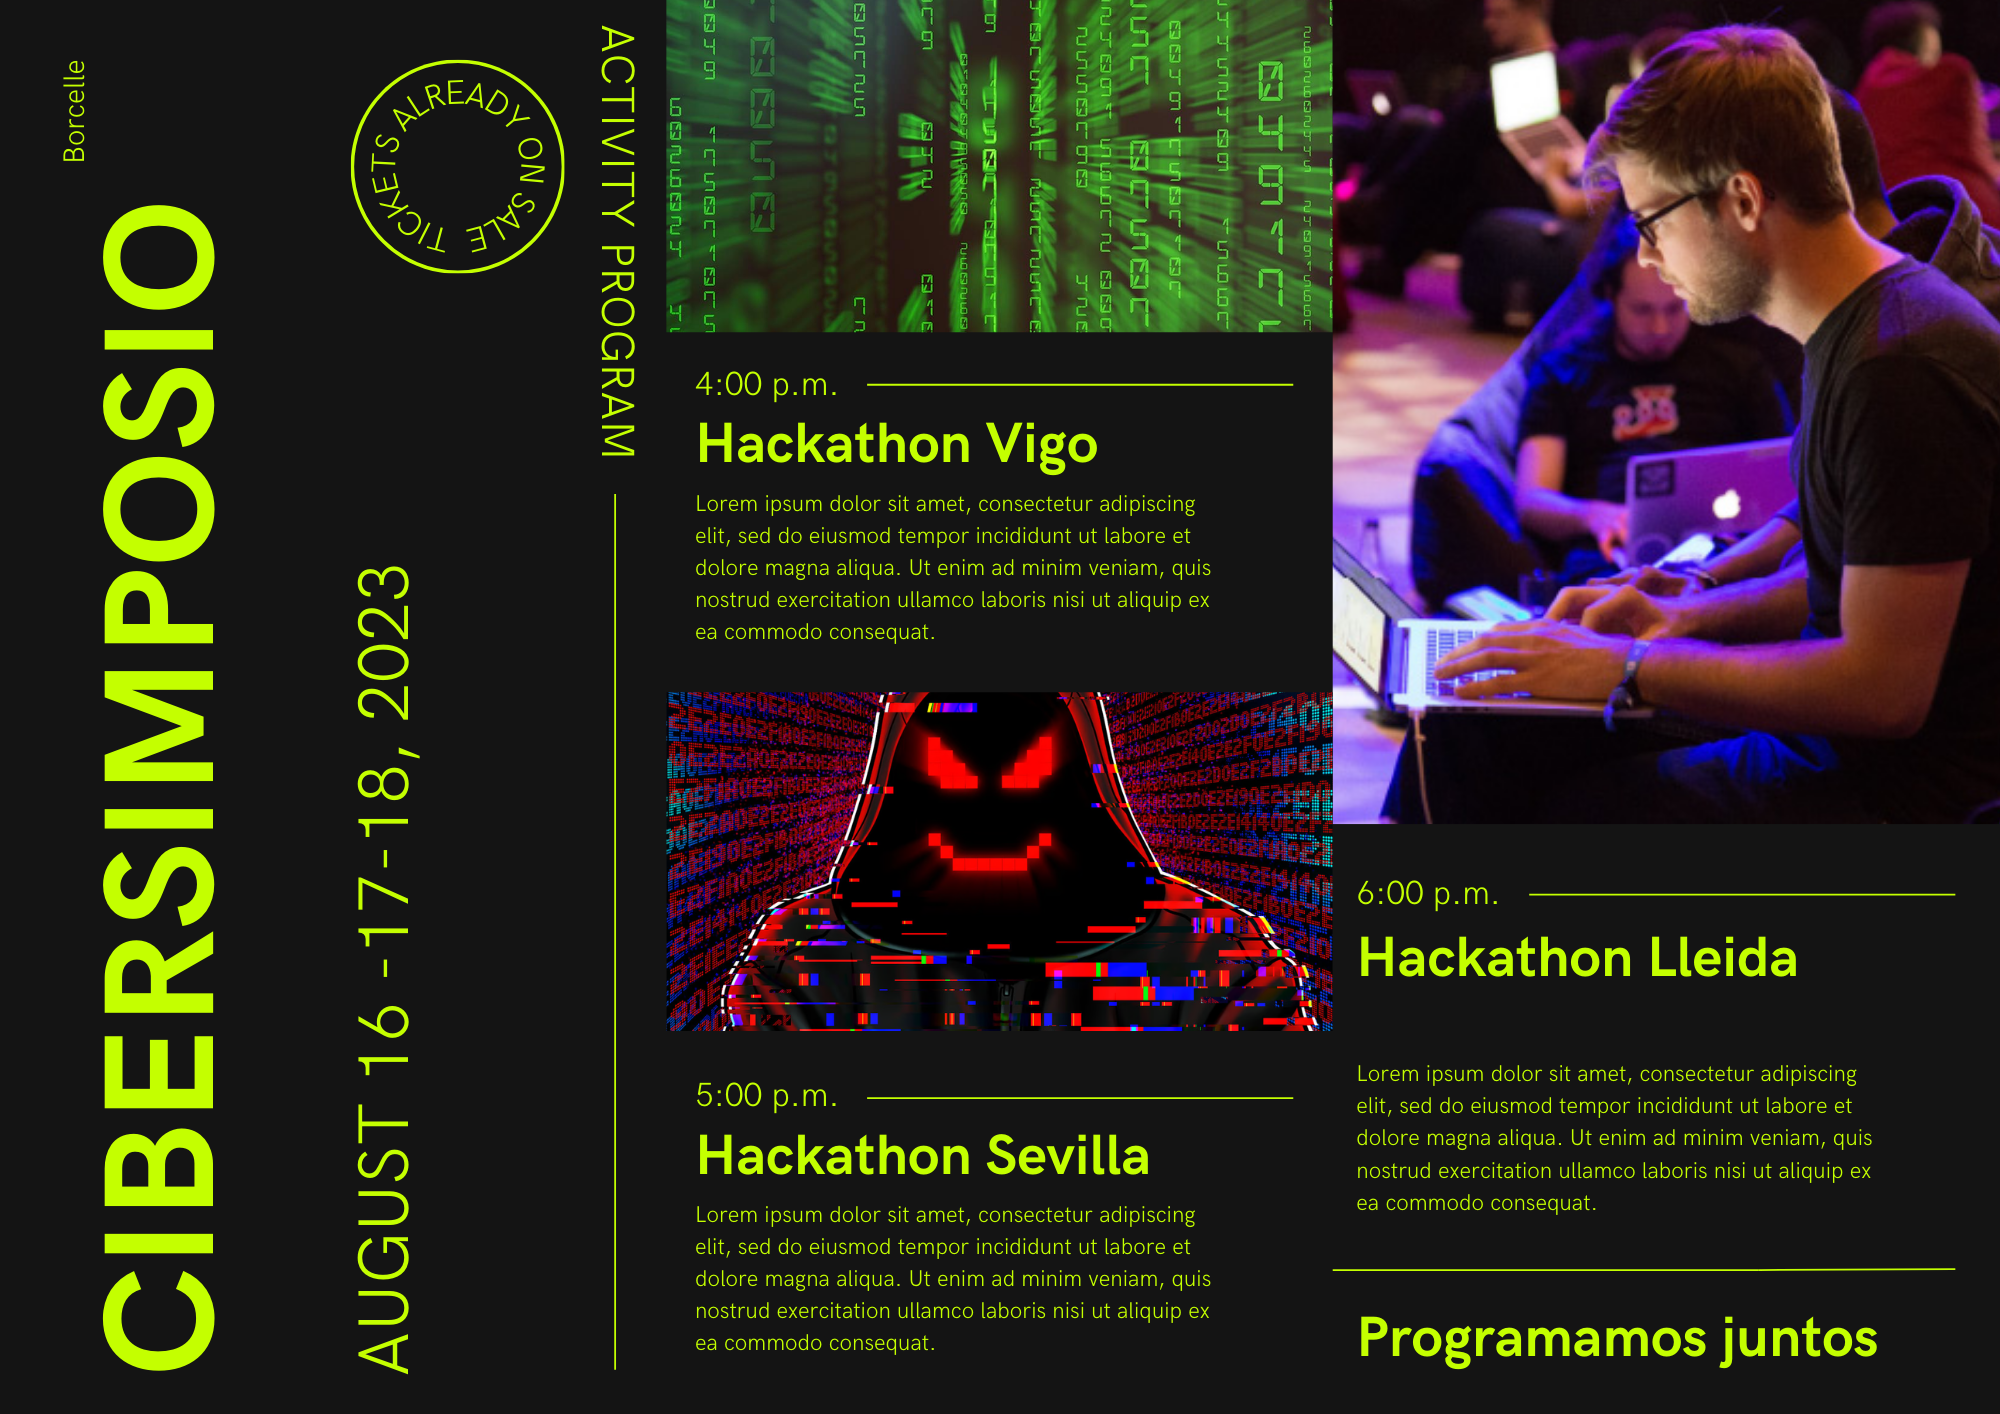 Borcelle
CIBERSIMPOSIO
AUGUST 16 -17-18, 2023
TICKETS ALREADY ON SALE
ACTIVITY PROGRAM
4:00 p.m.
Hackathon Vigo
Lorem ipsum dolor sit amet, consectetur adipiscing
elit, sed do eiusmod tempor incididunt ut labore et
dolore magna aliqua. Ut enim ad minim veniam, quis
nostrud exercitation ullamco laboris nisi ut aliquip ex
ea commodo consequat.
5:00 p.m.
Hackathon Sevilla
Lorem ipsum dolor sit amet, consectetur adipiscing
elit, sed do eiusmod tempor incididunt ut labore et
dolore magna aliqua. Ut enim ad minim veniam, quis
nostrud exercitation ullamco laboris nisi ut aliquip ex
ea commodo consequat.
6:00 p.m.
Hackathon Lleida
Lorem ipsum dolor sit amet, consectetur adipiscing
elit, sed do eiusmod tempor incididunt ut labore et
dolore magna aliqua. Ut enim ad minim veniam, quis
nostrud exercitation ullamco laboris nisi ut aliquip ex
ea commodo consequat.
Programamos juntos